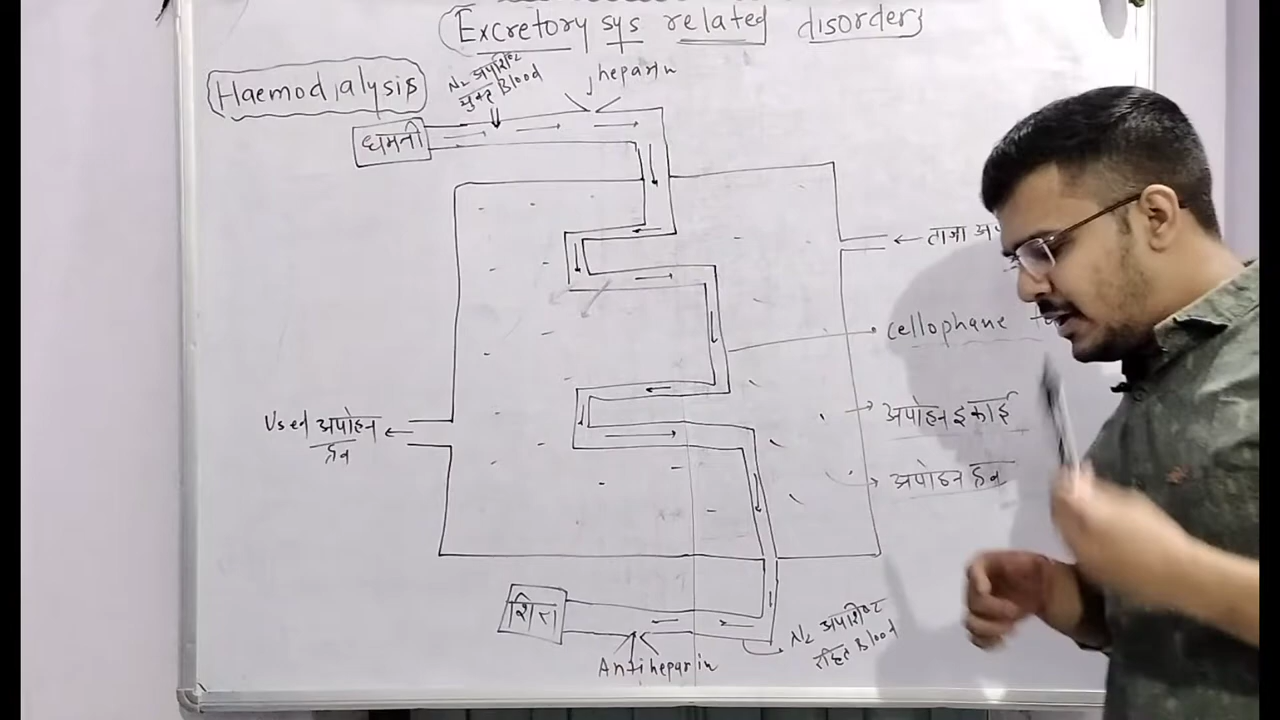 Excretory sys related disorders
Haemodialysis
N₂ अपशिष्ट
युक्त Blood
heparin
धमनी
← ताजा
cellophane
Used अपोहन
द्रव
अपोहन इकाई
अपोहन द्रव
शिरा
Antiheparin
N₂ अपशिष्ट
रहित Blood